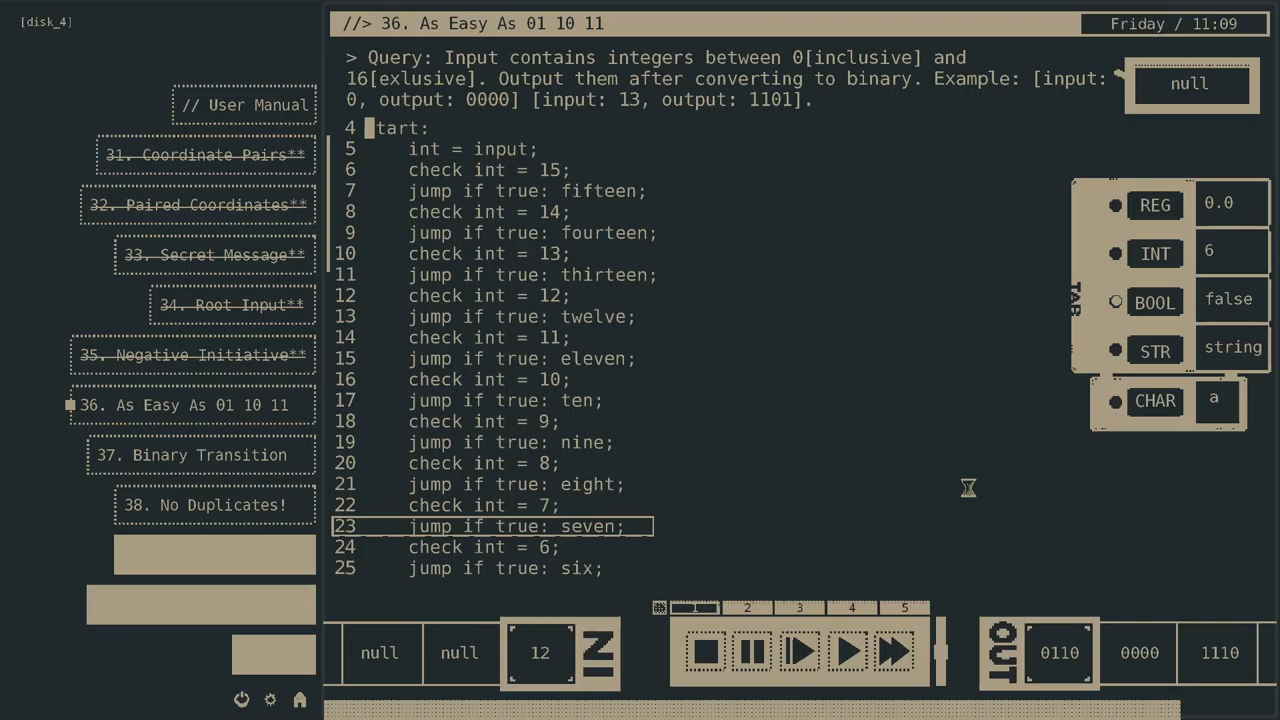 [disk_4]
// User Manual
31. Coordinate Pairs**
32. Paired Coordinates**
33. Secret Message**
34. Root Input**
35. Negative Initiative**
36. As Easy As 01 10 11
37. Binary Transition
38. No Duplicates!
//> 36. As Easy As 01 10 11
Friday / 11:09
> Query: Input contains integers between 0[inclusive] and
16[exlusive]. Output them after converting to binary. Example: [input:
0, output: 0000] [input: 13, output: 1101].
null
4 tart:
5 int = input;
6 check int = 15;
7 jump if true: fifteen;
8 check int = 14;
9 jump if true: fourteen;
10 check int = 13;
11 jump if true: thirteen;
12 check int = 12;
13 jump if true: twelve;
14 check int = 11;
15 jump if true: eleven;
16 check int = 10;
17 jump if true: ten;
18 check int = 9;
19 jump if true: nine;
20 check int = 8;
21 jump if true: eight;
22 check int = 7;
23 jump if true: seven;
24 check int = 6;
25 jump if true: six;
TAB
REG 0.0
INT 6
BOOL false
STR string
CHAR a
1 2 3 4 5
null null 12 IN
OUT 0110 0000 1110